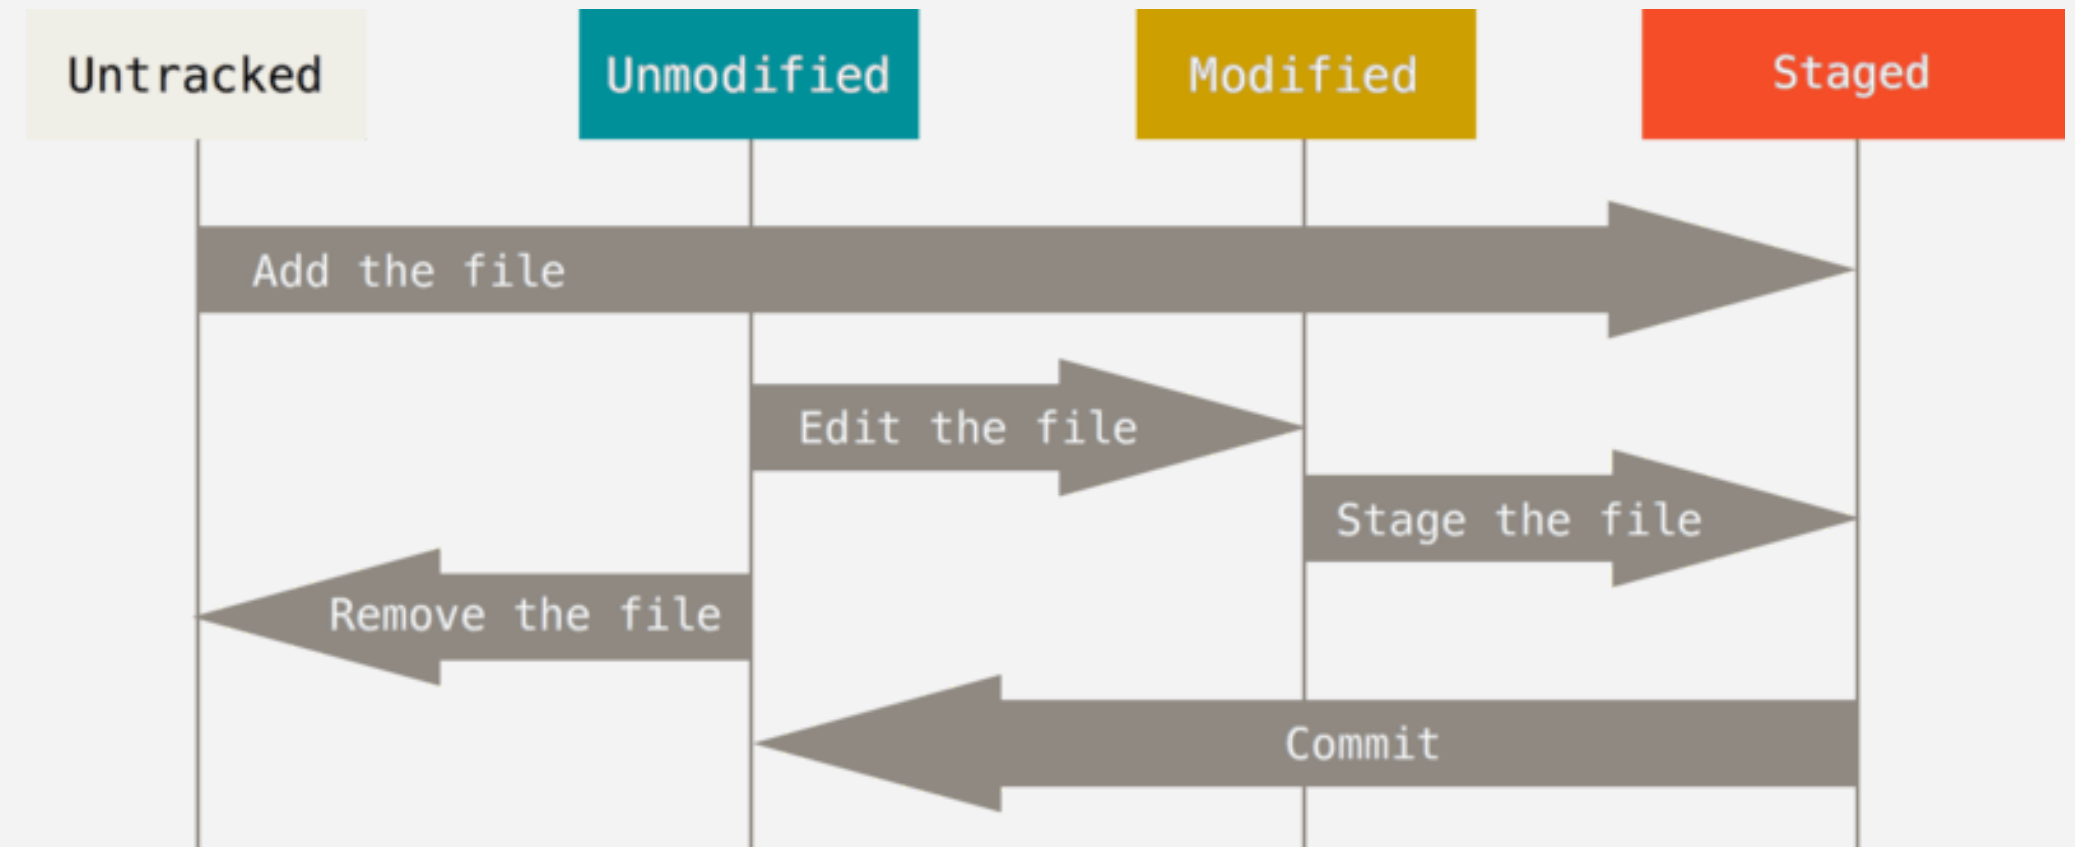 Untracked
Unmodified
Modified
Staged
Add the file
Edit the file
Stage the file
Remove the file
Commit